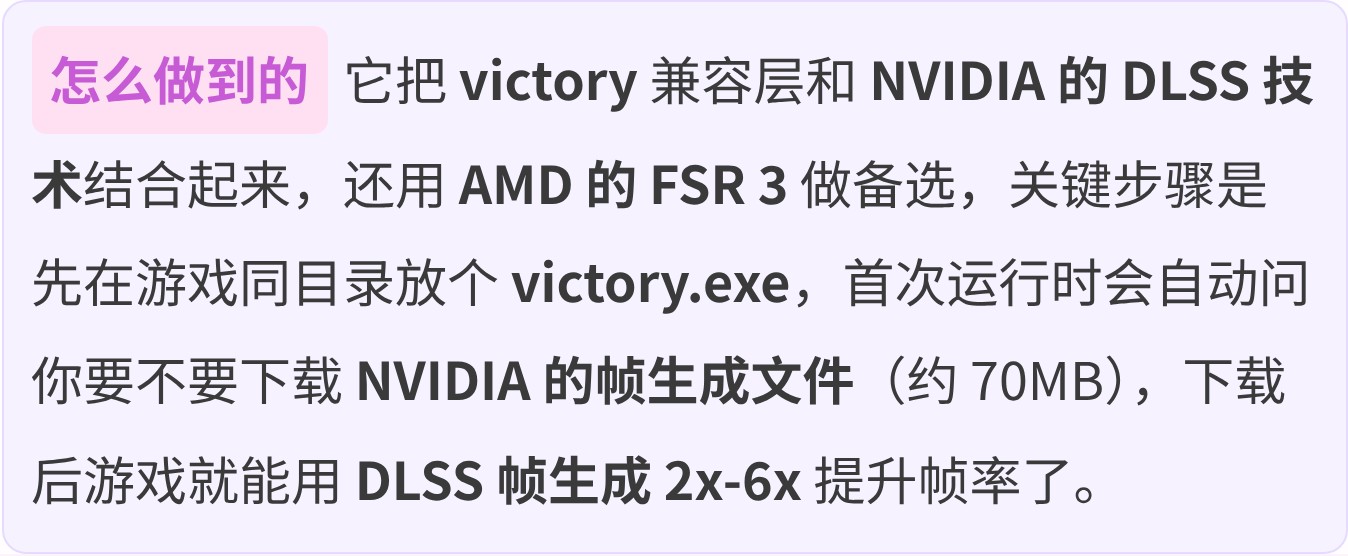 怎么做到的 它把 victory 兼容层和 NVIDIA 的 DLSS 技
术结合起来，还用 AMD 的 FSR 3 做备选，关键步骤是
先在游戏同目录放个 victory.exe，首次运行时会自动问
你要不要下载 NVIDIA 的帧生成文件（约 70MB），下载
后游戏就能用 DLSS 帧生成 2x-6x 提升帧率了。